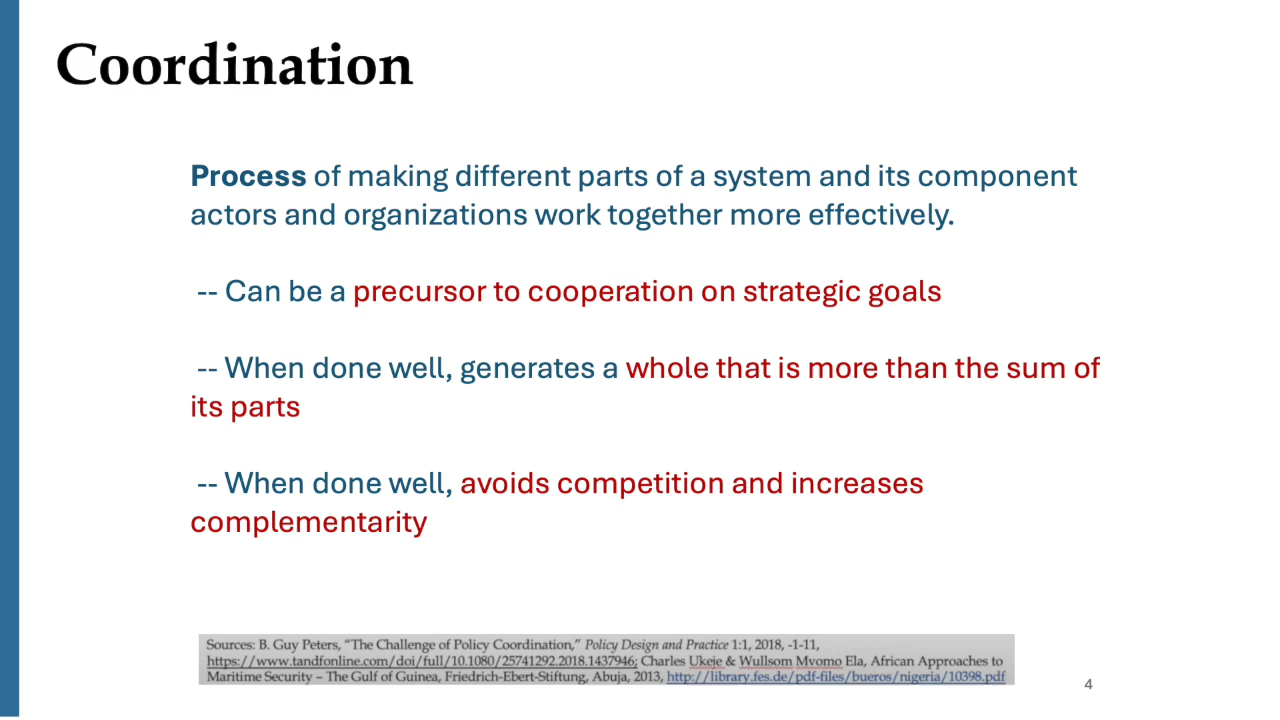 Coordination
Process of making different parts of a system and its component
actors and organizations work together more effectively.
-- Can be a precursor to cooperation on strategic goals
-- When done well, generates a whole that is more than the sum of
its parts
-- When done well, avoids competition and increases
complementarity
Sources: B. Guy Peters, “The Challenge of Policy Coordination,” Policy Design and Practice 1:1, 2018, -1-11,
https://www.tandfonline.com/doi/full/10.1080/25741292.2018.1437946; Charles Ukeje & Wullsom Mvomo Ela, African Approaches to
Maritime Security – The Gulf of Guinea, Friedrich-Ebert-Stiftung, Abuja, 2013, http://library.fes.de/pdf-files/bueros/nigeria/10398.pdf
4